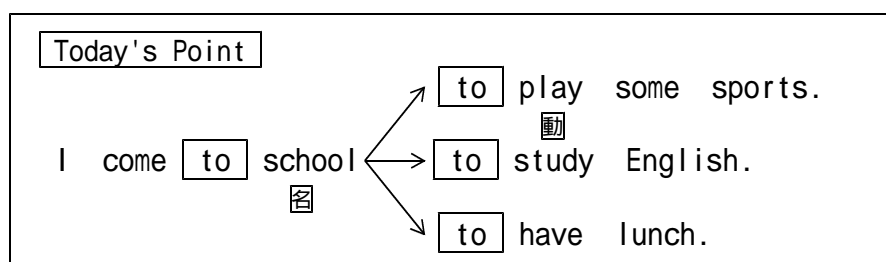 Today's Point
to play some sports.
動
I come to school to study English.
名
to have lunch.